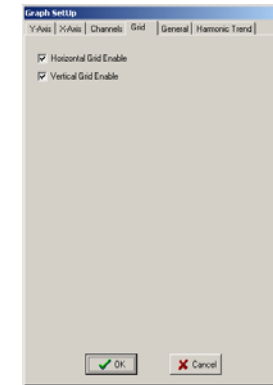 Graph SetUp
Y-Axis X-Axis Channels Grid General Harmonic Trend
Horizontal Grid Enable
Vertical Grid Enable
OK Cancel